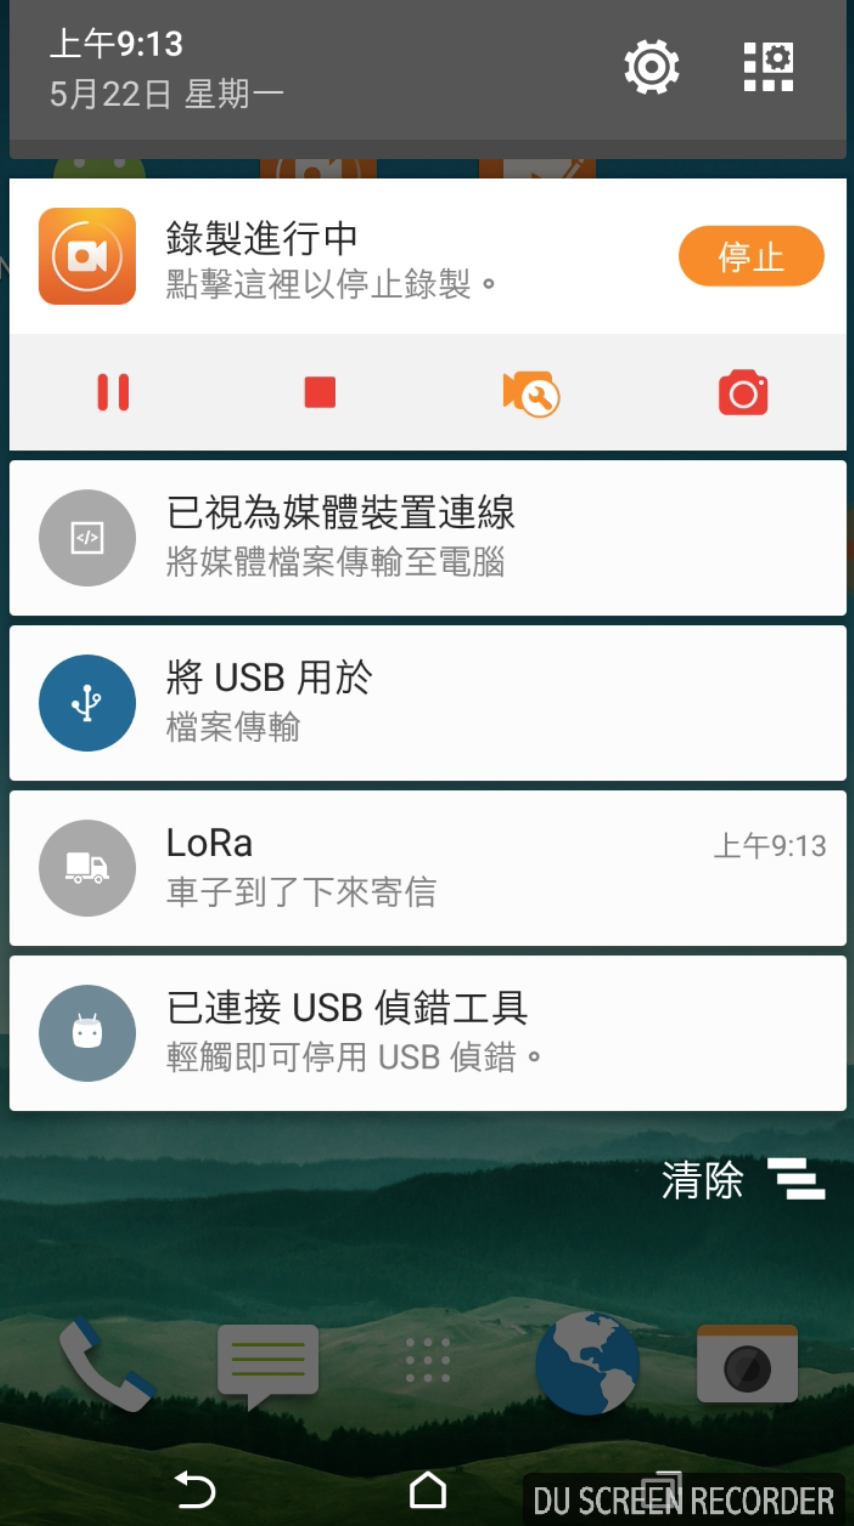 上午9:13
5月22日 星期一
錄製進行中
點擊這裡以停止錄製。
停止
已視為媒體裝置連線
將媒體檔案傳輸至電腦
將 USB 用於
檔案傳輸
LoRa
上午9:13
車子到了下來寄信
已連接 USB 偵錯工具
輕觸即可停用 USB 偵錯。
清除
DU SCREEN RECORDER